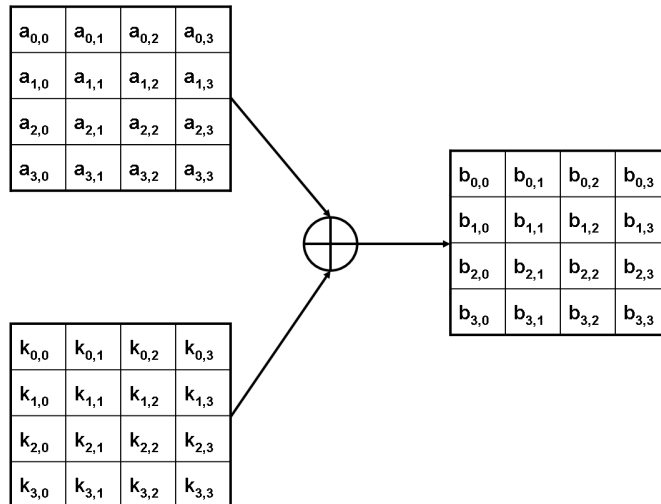 a0,0 a0,1 a0,2 a0,3
a1,0 a1,1 a1,2 a1,3
a2,0 a2,1 a2,2 a2,3
a3,0 a3,1 a3,2 a3,3
b0,0 b0,1 b0,2 b0,3
b1,0 b1,1 b1,2 b1,3
b2,0 b2,1 b2,2 b2,3
b3,0 b3,1 b3,2 b3,3
k0,0 k0,1 k0,2 k0,3
k1,0 k1,1 k1,2 k1,3
k2,0 k2,1 k2,2 k2,3
k3,0 k3,1 k3,2 k3,3